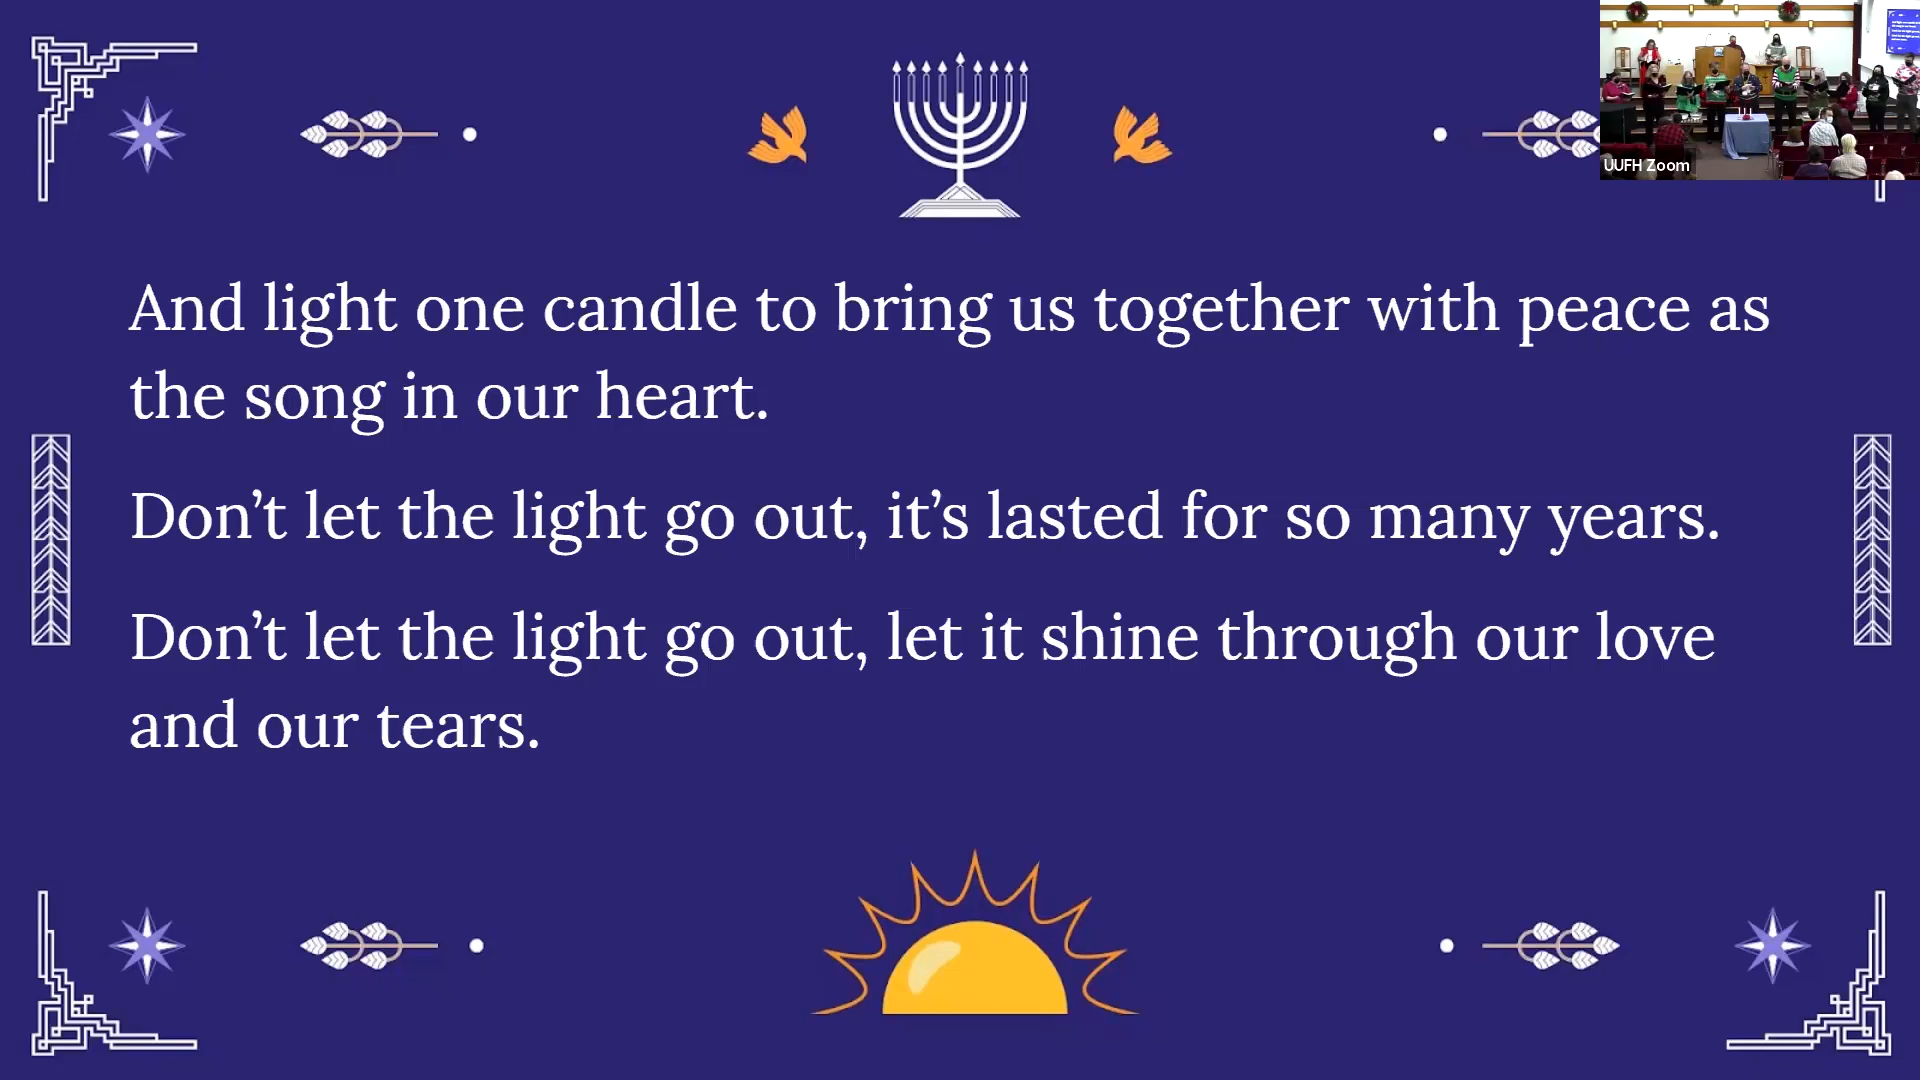 UUFH Zoom
And light one candle to bring us together with peace as
the song in our heart.
Don’t let the light go out, it’s lasted for so many years.
Don’t let the light go out, let it shine through our love
and our tears.